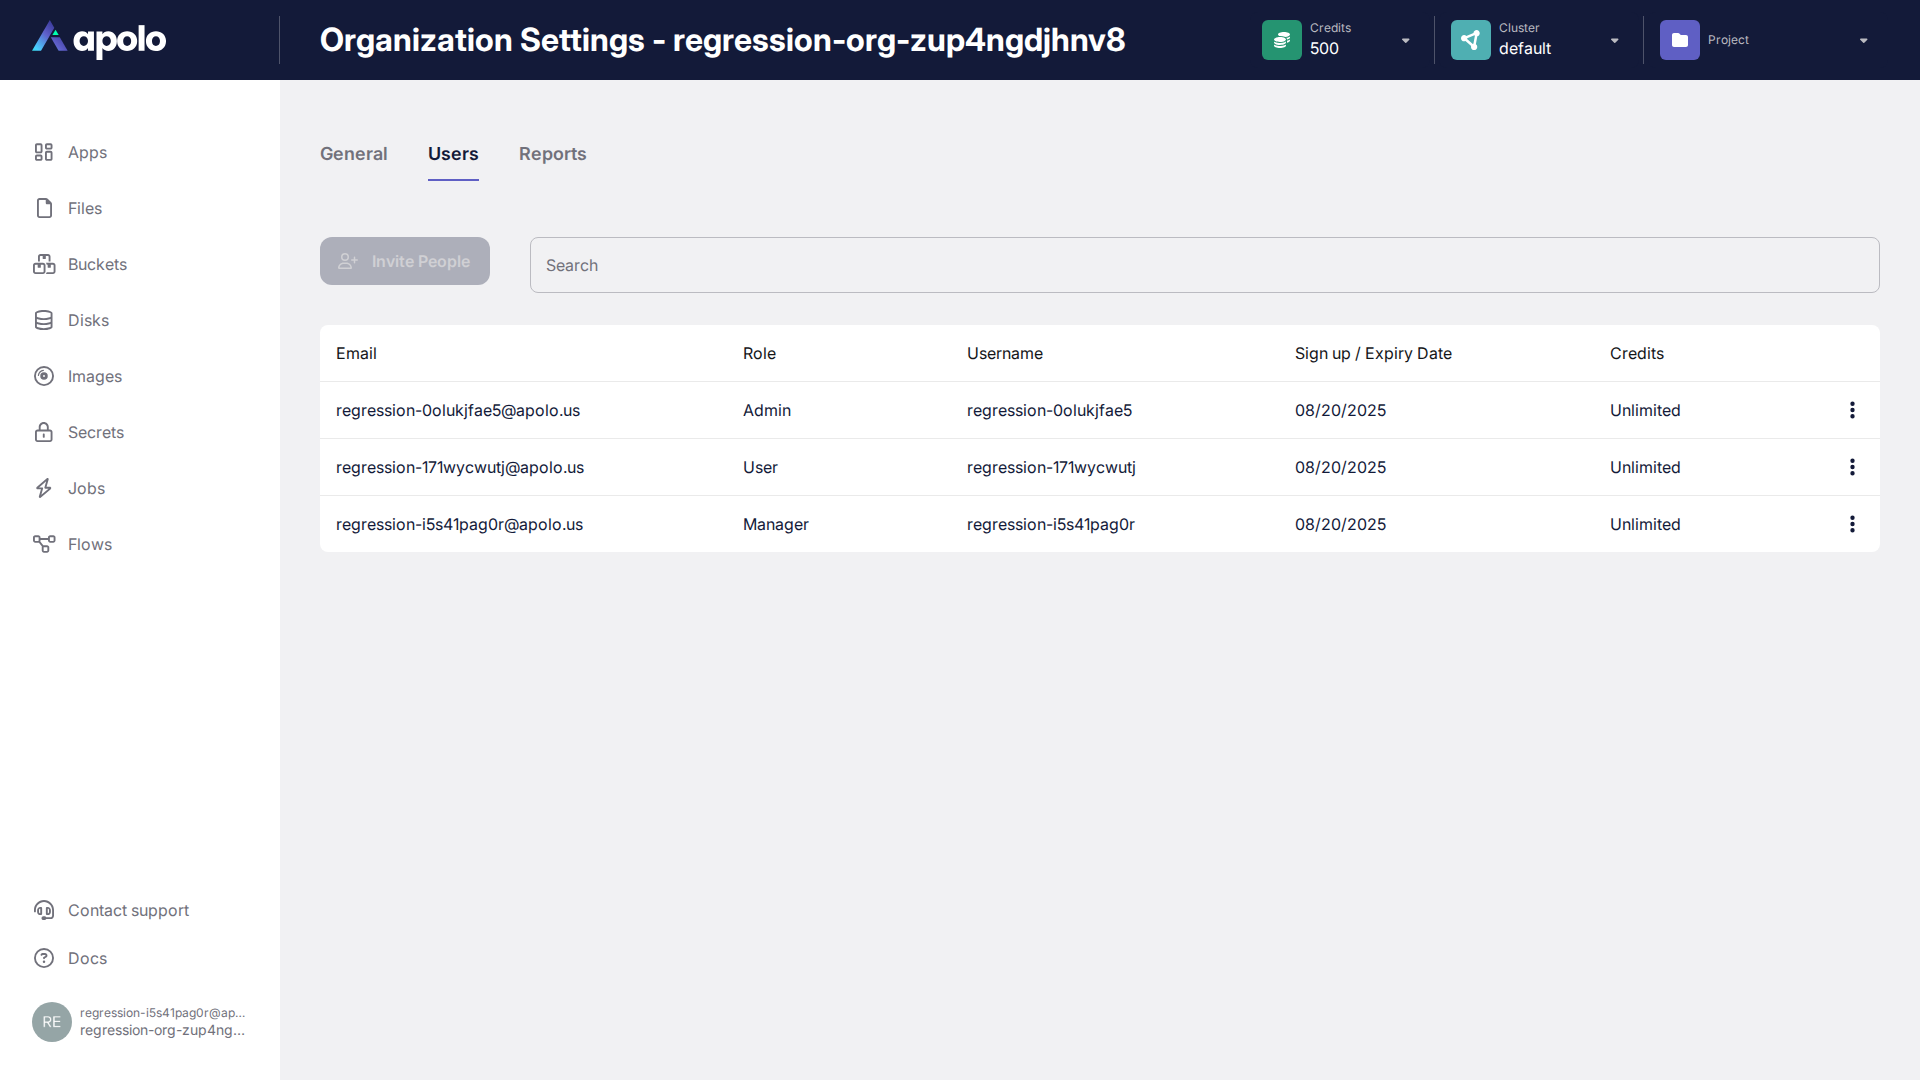 apolo
Organization Settings - regression-org-zup4ngdjhnv8
Credits
500
Cluster
default
Project
Apps
Files
Buckets
Disks
Images
Secrets
Jobs
Flows
General Users Reports
Invite People
Search
Email Role Username Sign up / Expiry Date Credits
regression-0olukjfae5@apolo.us Admin regression-0olukjfae5 08/20/2025 Unlimited
regression-171wycwutj@apolo.us User regression-171wycwutj 08/20/2025 Unlimited
regression-i5s41pag0r@apolo.us Manager regression-i5s41pag0r 08/20/2025 Unlimited
Contact support
Docs
RE
regression-i5s41pag0r@ap...
regression-org-zup4ng...